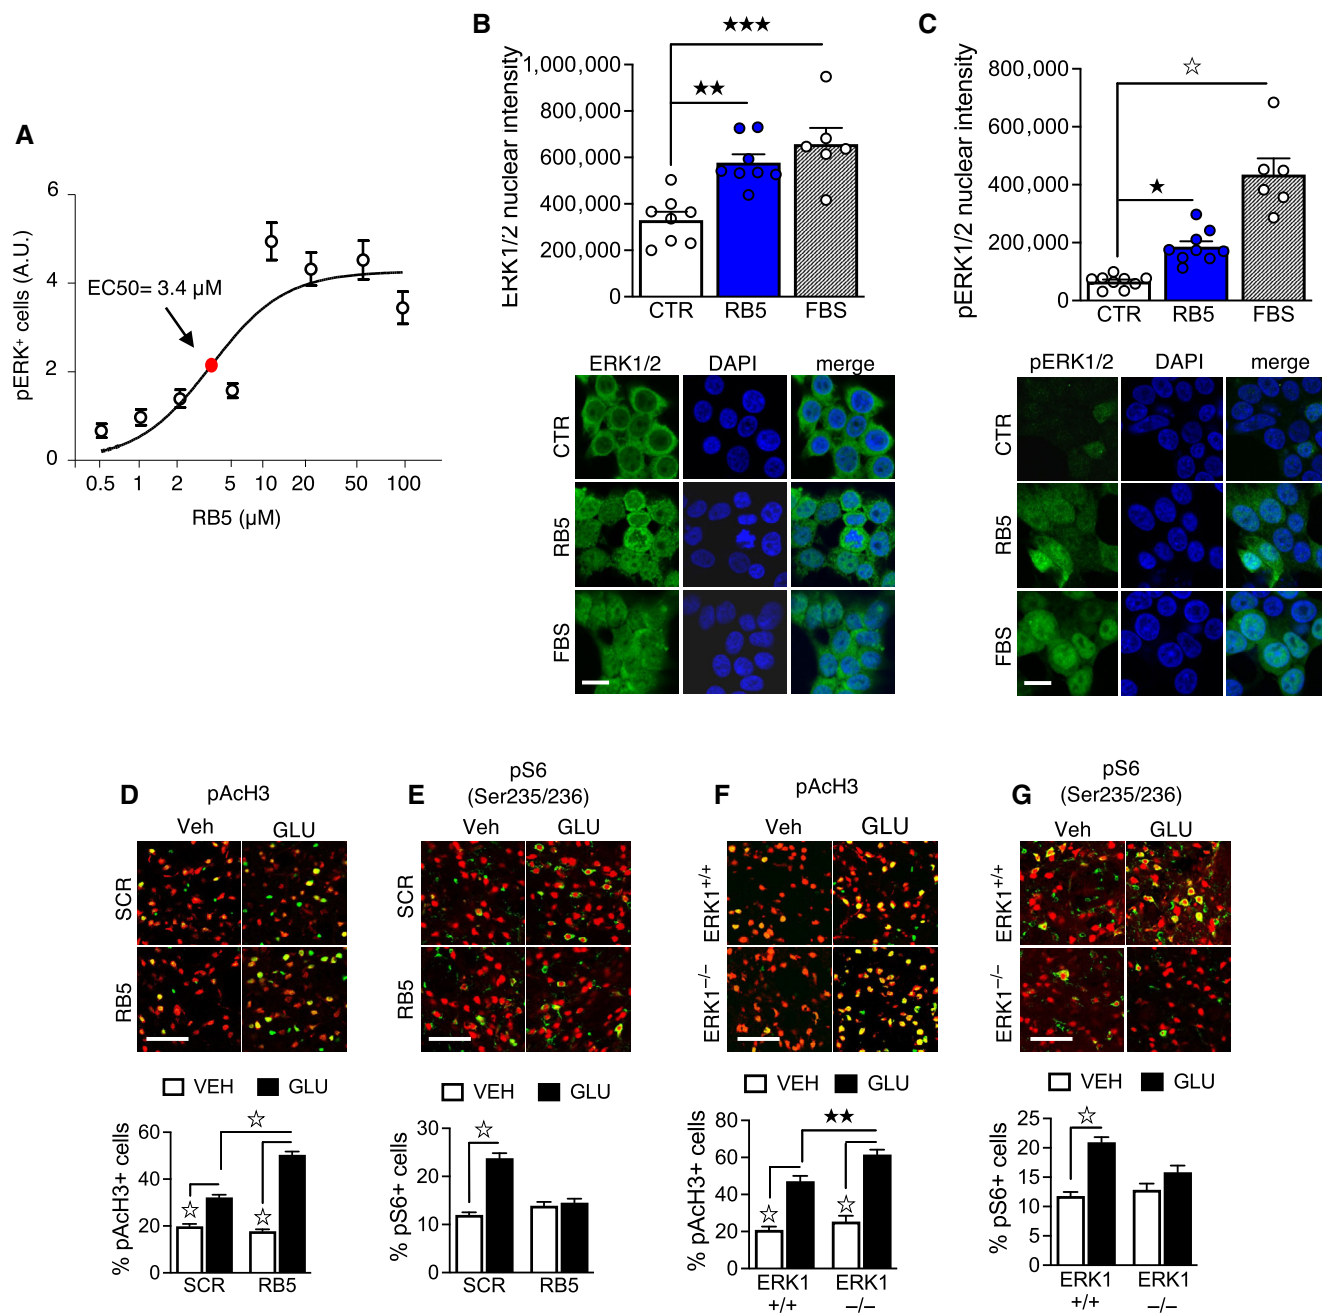 A
6
4
2
0
pERK+ cells (A.U.)
EC50= 3.4 µM
0.5 1 2 5 10 20 50 100
RB5 (µM)
B
★★★
★★
ERK1/2 nuclear intensity
1,000,000
800,000
600,000
400,000
200,000
0
CTR RB5 FBS
ERK1/2 DAPI merge
CTR
RB5
FBS
C
☆
★
pERK1/2 nuclear intensity
800,000
600,000
400,000
200,000
0
CTR RB5 FBS
pERK1/2 DAPI merge
CTR
RB5
FBS
D
pAcH3
Veh GLU
SCR
RB5
VEH GLU
☆
☆ ☆
% pAcH3+ cells
60
40
20
0
SCR RB5
E
pS6
(Ser235/236)
Veh GLU
SCR
RB5
VEH GLU
☆
% pS6+ cells
30
20
10
0
SCR RB5
F
pAcH3
Veh GLU
ERK1+/+
ERK1–/–
VEH GLU
★★
☆ ☆
% pAcH3+ cells
80
60
40
20
0
ERK1 ERK1
+/+ –/–
G
pS6
(Ser235/236)
Veh GLU
ERK1+/+
ERK1–/–
VEH GLU
☆
% pS6+ cells
25
20
15
10
5
0
ERK1 ERK1
+/+ –/–